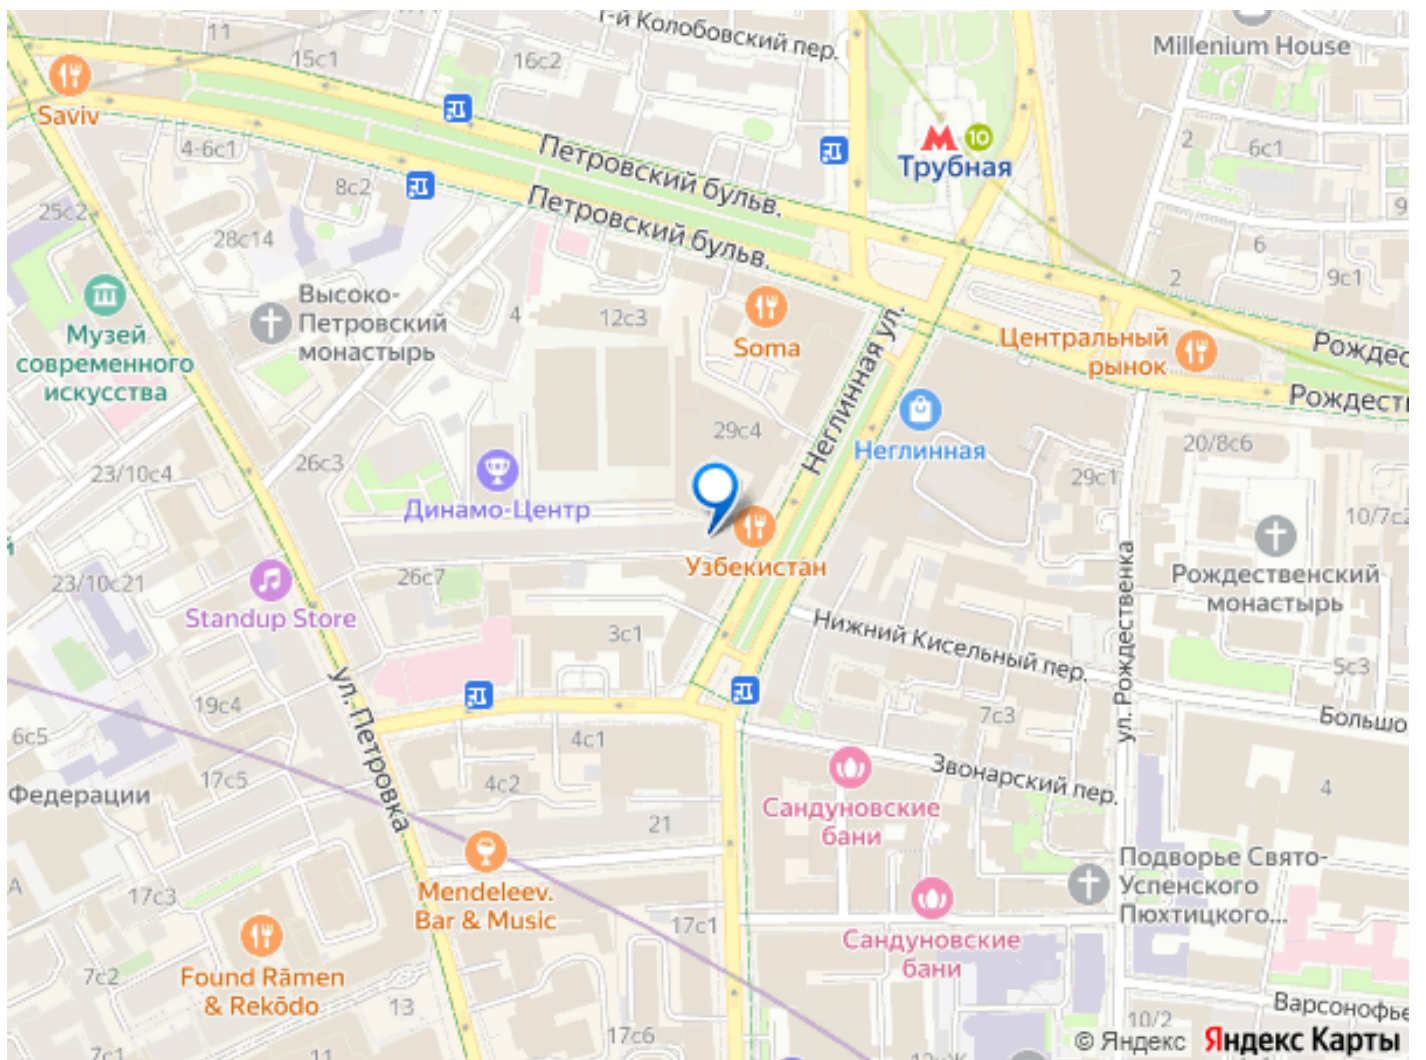 1-й Колобовский пер.
11
15с1
16с2
Millenium House
Saviv
Петровский бульв.
М 10
Трубная
2
6с1
4-6с1
8с2
Петровский бульв.
9
25с2
28с14
6
2
9с1
Высоко-
Петровский
монастырь
4
12с3
Soma
Неглинная ул.
Центральный
рынок
Рождес
Рождестı
Музей
современного
искусства
29с4
Неглинная
20/8с6
23/10с4
26с3
Динамо-Центр
29с1
10/7с2
Узбекистан
23/10с21
26с7
Рождественский
монастырь
Standup Store
3с1
Нижний Кисельный пер.
ул. Рождественка
5с3
ул. Петровка
19с4
7с3
Большо
6с5
4с1
17с5
4с2
Звонарский пер.
4
Федерации
21
Сандуновские
бани
Подворье Свято-
Успенского
Пюхтицкого...
А
17с3
Mendeleev.
Bar & Music
17с1
Сандуновские
бани
7с2
Found Rāmen
& Rekōdo
13
Варсонофье
17с6
10/2
7с1
11
© Яндекс Яндекс Карты